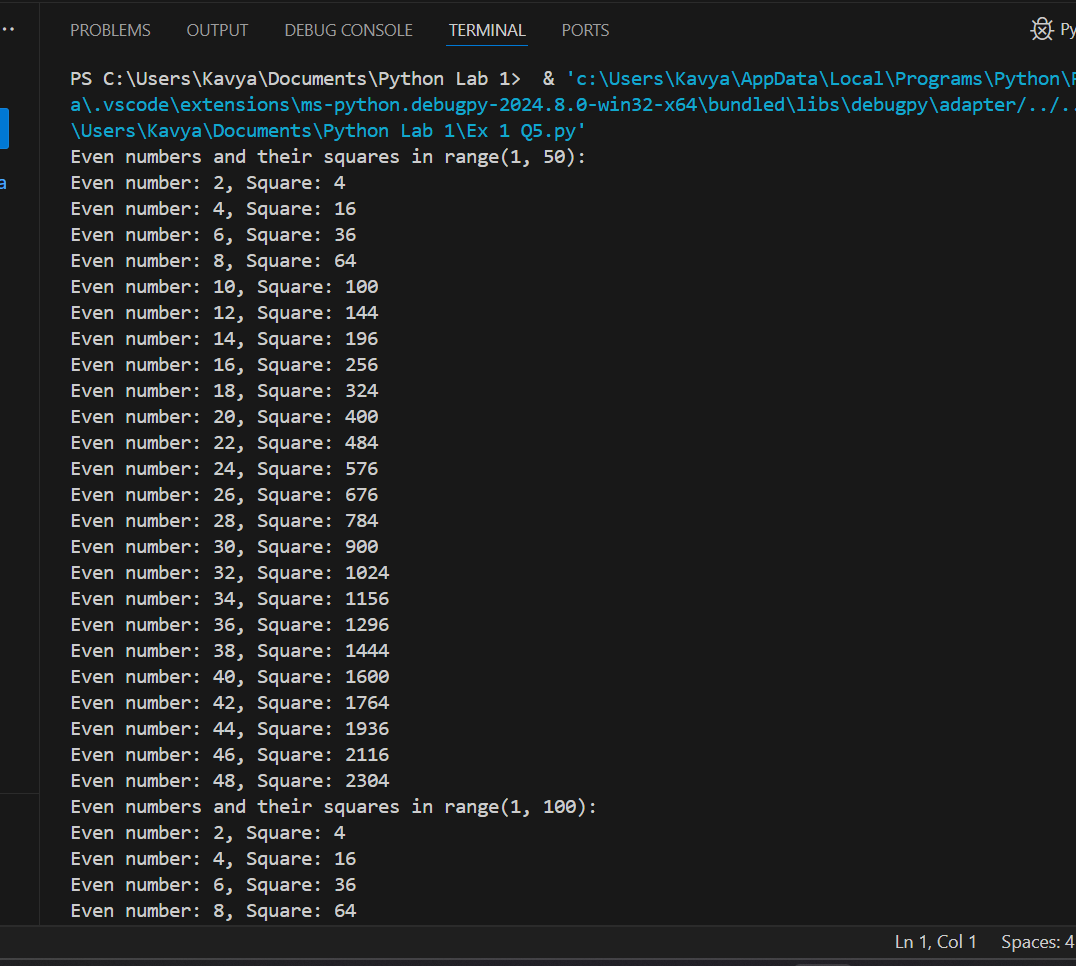 PROBLEMS OUTPUT DEBUG CONSOLE TERMINAL PORTS Py
PS C:\Users\Kavya\Documents\Python Lab 1>  & 'c:\Users\Kavya\AppData\Local\Programs\Python\
a\.vscode\extensions\ms-python.debugpy-2024.8.0-win32-x64\bundled\libs\debugpy\adapter/../..
\Users\Kavya\Documents\Python Lab 1\Ex 1 Q5.py'
Even numbers and their squares in range(1, 50):
Even number: 2, Square: 4
Even number: 4, Square: 16
Even number: 6, Square: 36
Even number: 8, Square: 64
Even number: 10, Square: 100
Even number: 12, Square: 144
Even number: 14, Square: 196
Even number: 16, Square: 256
Even number: 18, Square: 324
Even number: 20, Square: 400
Even number: 22, Square: 484
Even number: 24, Square: 576
Even number: 26, Square: 676
Even number: 28, Square: 784
Even number: 30, Square: 900
Even number: 32, Square: 1024
Even number: 34, Square: 1156
Even number: 36, Square: 1296
Even number: 38, Square: 1444
Even number: 40, Square: 1600
Even number: 42, Square: 1764
Even number: 44, Square: 1936
Even number: 46, Square: 2116
Even number: 48, Square: 2304
Even numbers and their squares in range(1, 100):
Even number: 2, Square: 4
Even number: 4, Square: 16
Even number: 6, Square: 36
Even number: 8, Square: 64
Ln 1, Col 1 Spaces: 4